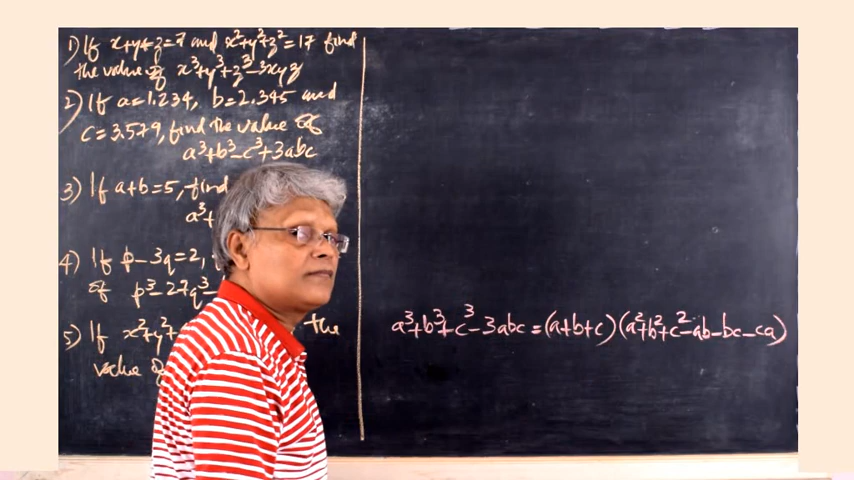 1) If x+y+z=7 and x²+y²+z²=17 find
the value of x³+y³+z³-3xyz
2) If a=1.234, b=2.345 and
c=3.579, find the value of
a³+b³-c³+3abc
3) If a+b=5, find
a³+
4) If p-3q=2,
of p³-27q³-
5) If x²+y²+ the
value of
a³+b³+c³-3abc=(a+b+c)(a²+b²+c²-ab-bc-ca)